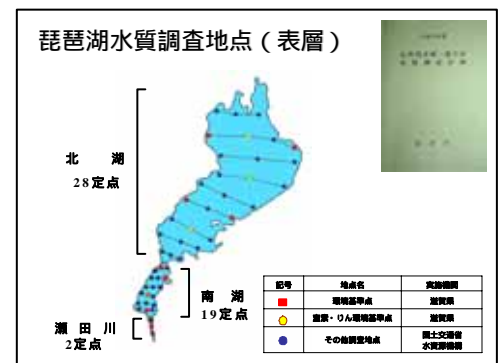 琵琶湖水質調査地点（表層）
北湖
28定点
南湖
19定点
瀬田川
2定点
記号 地点名 実施機関
環境基準点 滋賀県
窒素・りん環境基準点 滋賀県
その他調査地点 国土交通省
水資源機構